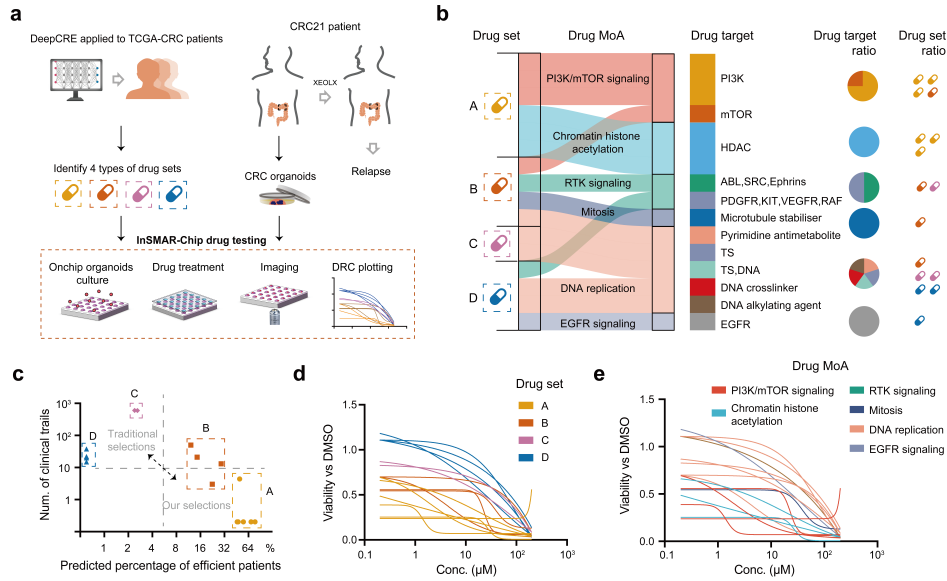 a
DeepCRE applied to TCGA-CRC patients
CRC21 patient
XEOLX
Identify 4 types of drug sets
CRC organoids
Relapse
InSMAR-Chip drug testing
Onchip organoids
culture
Drug treatment
Imaging
DRC plotting
b
Drug set
Drug MoA
Drug target
Drug target
ratio
Drug set
ratio
A
B
C
D
PI3K/mTOR signaling
Chromatin histone
acetylation
RTK signaling
Mitosis
DNA replication
EGFR signaling
PI3K
mTOR
HDAC
ABL,SRC,Ephrins
PDGFR,KIT,VEGFR,RAF
Microtubule stabiliser
Pyrimidine antimetabolite
TS
TS,DNA
DNA crosslinker
DNA alkylating agent
EGFR
c
Num. of clinical trails
10³
10²
10
1
D
C
B
A
Traditional
selections
Our selections
1
2
4
8
16
32
64
%
Predicted percentage of efficient patients
d
Drug set
A
B
C
D
Viability vs DMSO
1.5
1.0
0.5
0.0
0.1
1
10
10²
10³
Conc. (μM)
e
Drug MoA
PI3K/mTOR signaling
Chromatin histone
acetylation
RTK signaling
Mitosis
DNA replication
EGFR signaling
Viability vs DMSO
1.5
1.0
0.5
0.0
0.1
1
10
10²
10³
Conc. (μM)